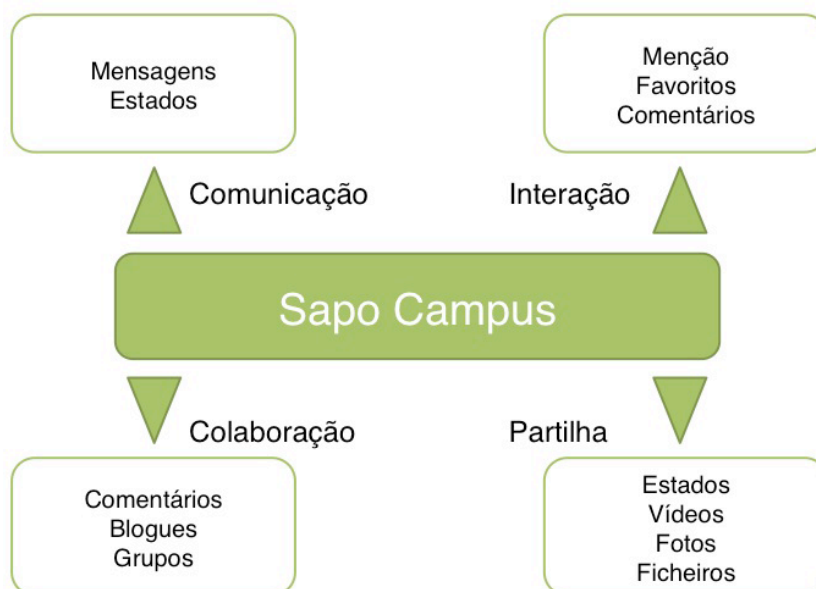 Mensagens
Estados
Menção
Favoritos
Comentários
Comunicação
Interação
Sapo Campus
Colaboração
Partilha
Comentários
Blogues
Grupos
Estados
Vídeos
Fotos
Ficheiros